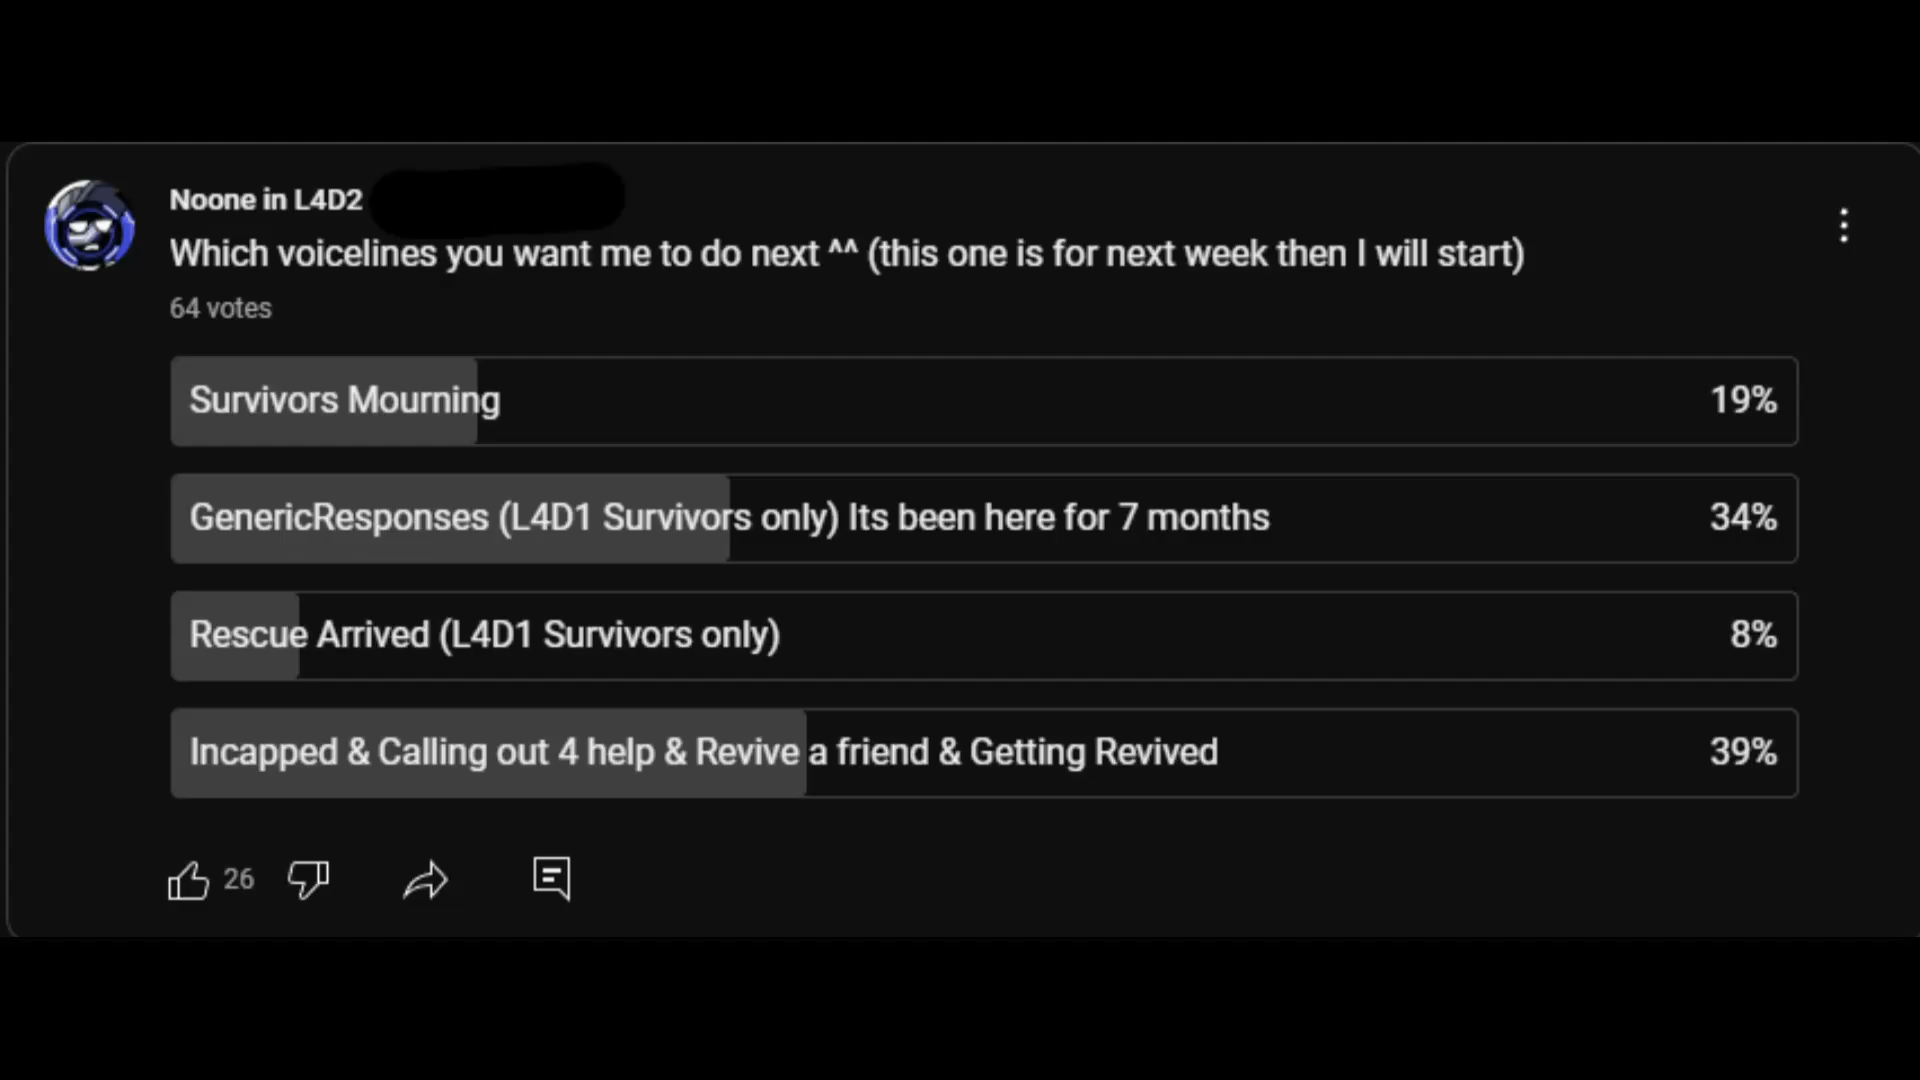 Noone in L4D2
Which voicelines you want me to do next ^^ (this one is for next week then I will start)
64 votes
Survivors Mourning 19%
GenericResponses (L4D1 Survivors only) Its been here for 7 months 34%
Rescue Arrived (L4D1 Survivors only) 8%
Incapped & Calling out 4 help & Revive a friend & Getting Revived 39%
26